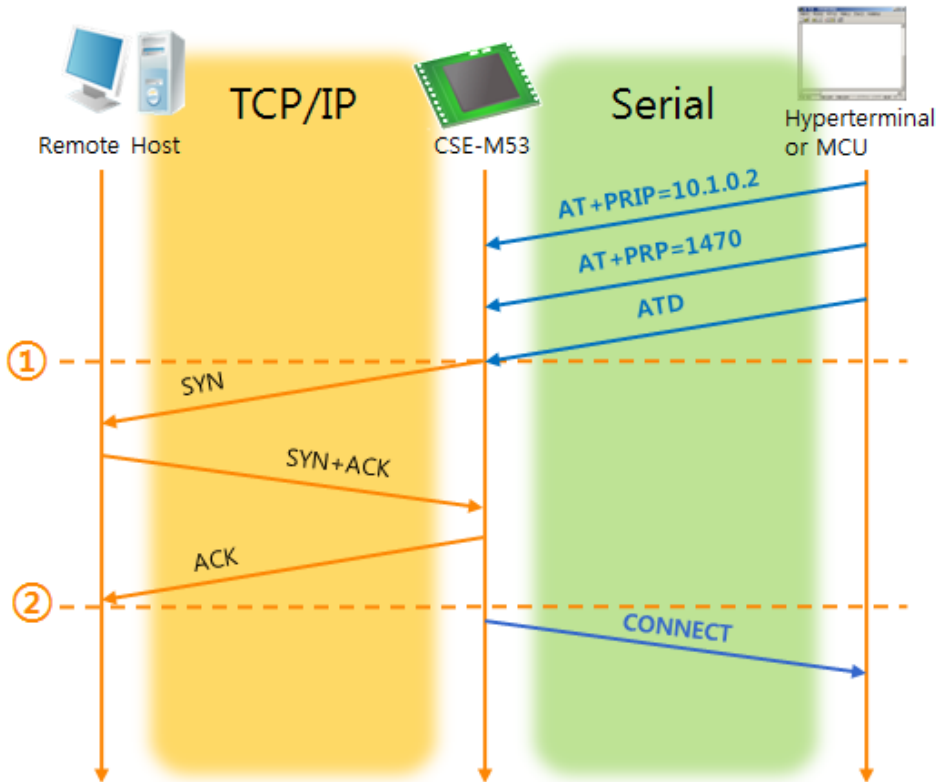 TCP/IP
Serial
Remote Host
CSE-M53
Hyperterminal
or MCU
AT+PRIP=10.1.0.2
AT+PRP=1470
ATD
①
SYN
SYN+ACK
ACK
②
CONNECT